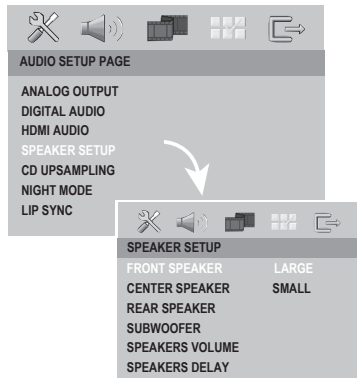 AUDIO SETUP PAGE
ANALOG OUTPUT
DIGITAL AUDIO
HDMI AUDIO
SPEAKER SETUP
CD UPSAMPLING
NIGHT MODE
LIP SYNC
SPEAKER SETUP
FRONT SPEAKER LARGE
CENTER SPEAKER SMALL
REAR SPEAKER
SUBWOOFER
SPEAKERS VOLUME
SPEAKERS DELAY